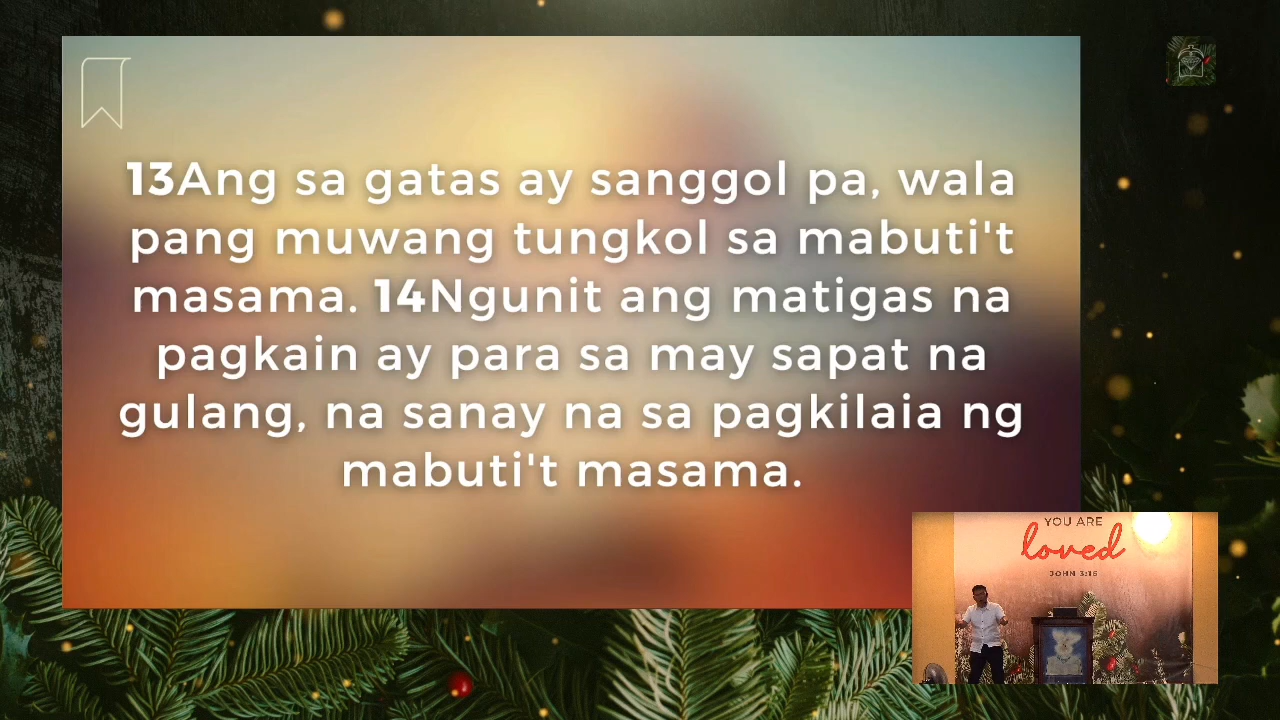 13Ang sa gatas ay sanggol pa, wala
pang muwang tungkol sa mabuti't
masama. 14Ngunit ang matigas na
pagkain ay para sa may sapat na
gulang, na sanay na sa pagkilaia ng
mabuti't masama.
YOU ARE
loved
JOHN 3:16